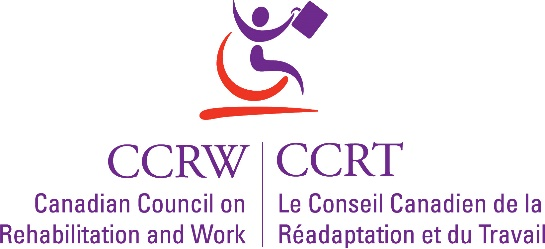 CCRW
Canadian Council on
Rehabilitation and Work
CCRT
Le Conseil Canadien de la
Réadaptation et du Travail